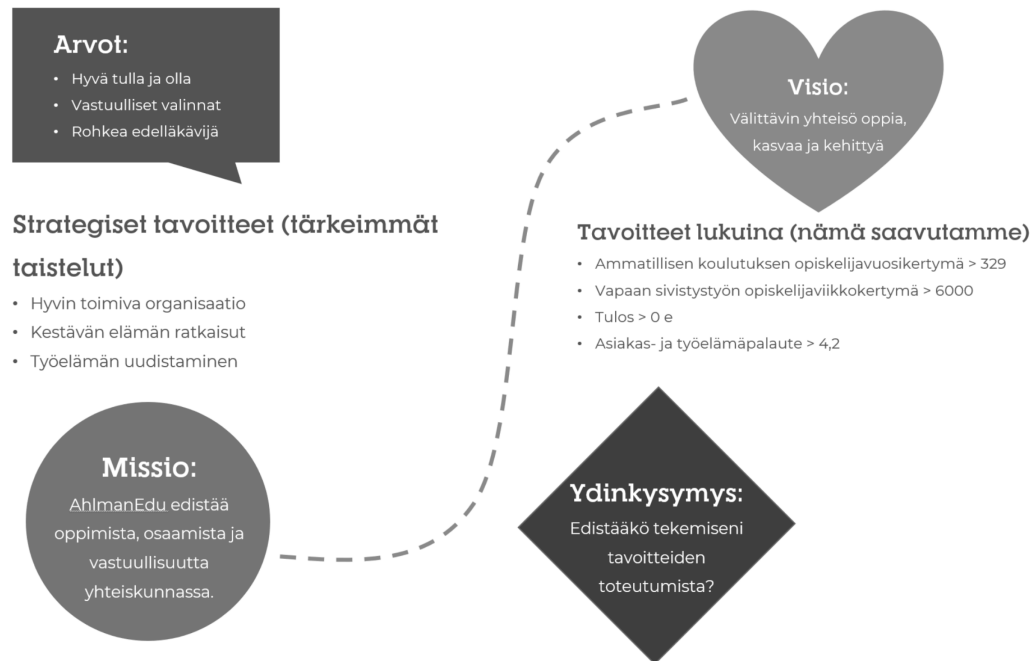 Arvot:
• Hyvä tulla ja olla
• Vastuulliset valinnat
• Rohkea edelläkävijä
Visio:
Välittävin yhteisö oppia,
kasvaa ja kehittyä
Strategiset tavoitteet (tärkeimmät
taistelut)
• Hyvin toimiva organisaatio
• Kestävän elämän ratkaisut
• Työelämän uudistaminen
Tavoitteet lukuina (nämä saavutamme)
• Ammatillisen koulutuksen opiskelijavuosikertymä > 329
• Vapaan sivistystyön opiskelijaviikkokertymä > 6000
• Tulos > 0 e
• Asiakas- ja työelämäpalaute > 4,2
Missio:
AhlmanEdu edistää
oppimista, osaamista ja
vastuullisuutta
yhteiskunnassa.
Ydinkysymys:
Edistääkö tekemiseni
tavoitteiden
toteutumista?